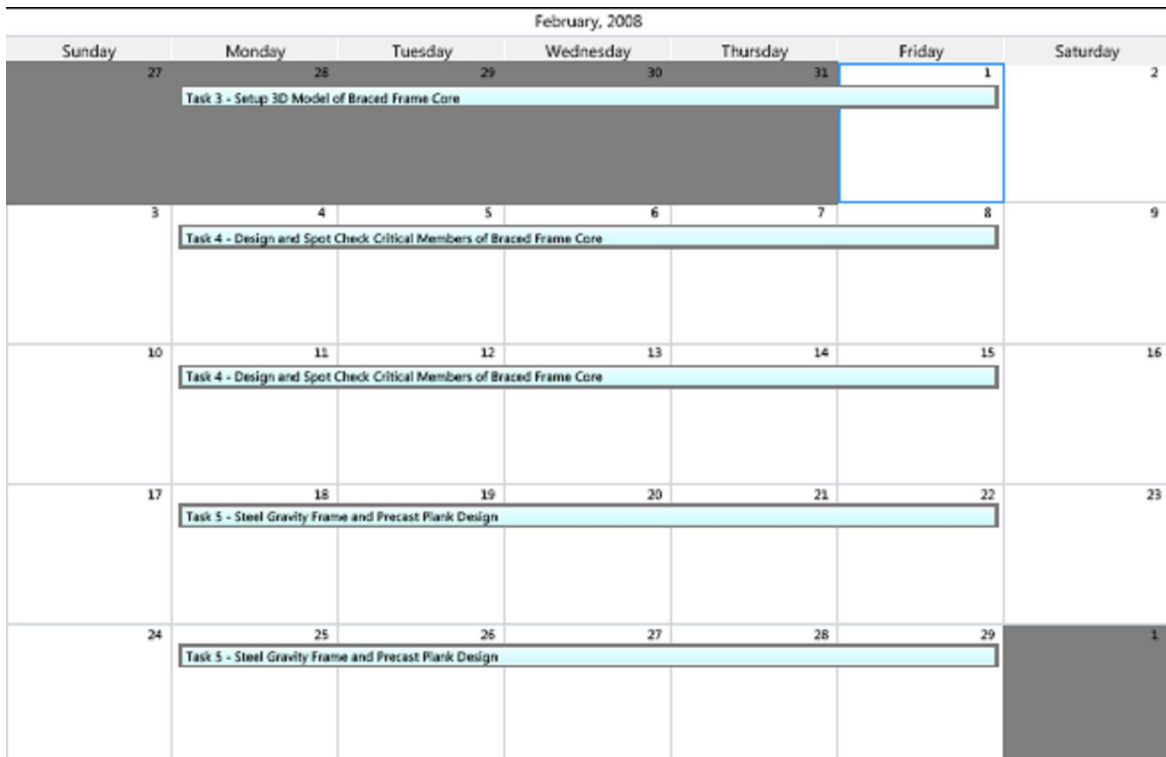 February, 2008
Sunday Monday Tuesday Wednesday Thursday Friday Saturday
27 28 29 30 31 1 2
Task 3 - Setup 3D Model of Braced Frame Core
3 4 5 6 7 8 9
Task 4 - Design and Spot Check Critical Members of Braced Frame Core
10 11 12 13 14 15 16
Task 4 - Design and Spot Check Critical Members of Braced Frame Core
17 18 19 20 21 22 23
Task 5 - Steel Gravity Frame and Precast Plank Design
24 25 26 27 28 29 1
Task 5 - Steel Gravity Frame and Precast Plank Design